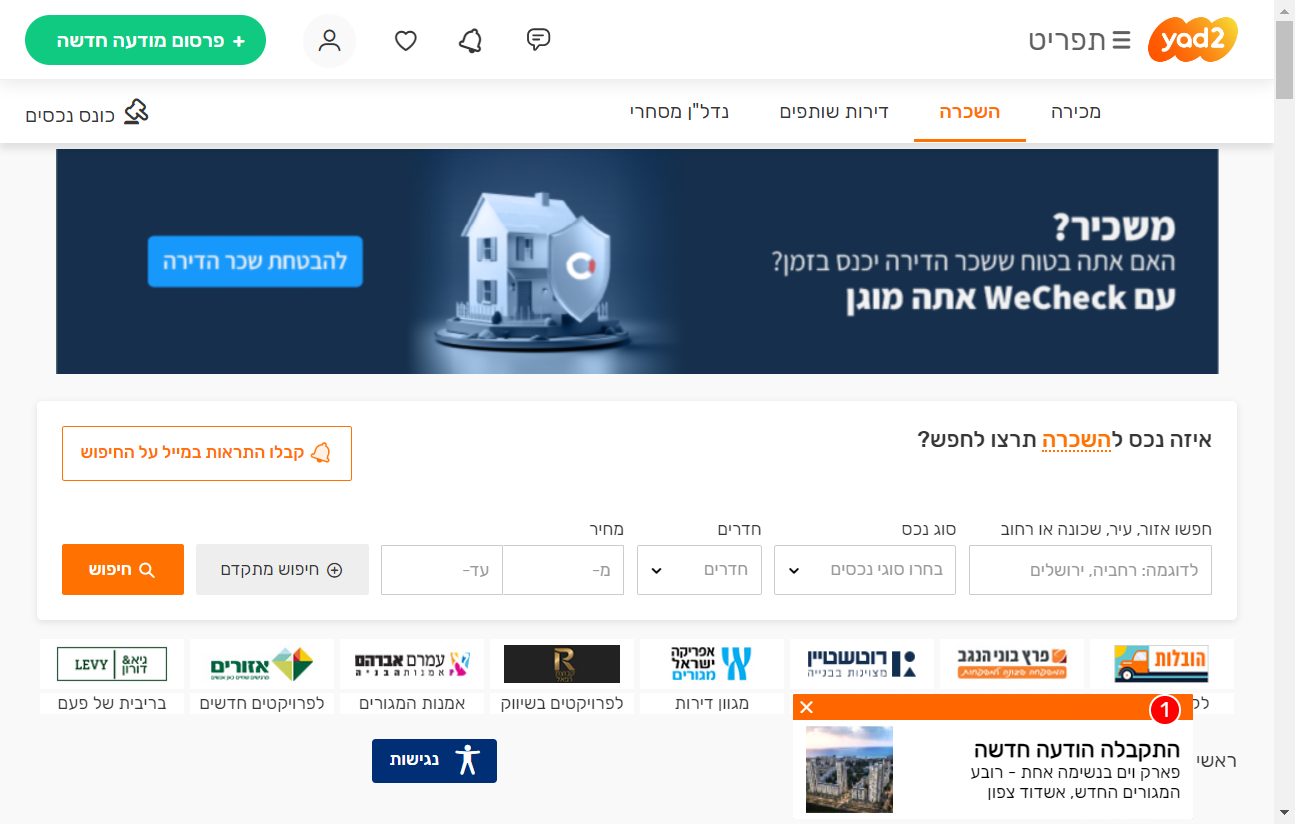 yad2
תפריט
+ פרסום מודעה חדשה
מכירה
השכרה
דירות שותפים
נדל"ן מסחרי
כונס נכסים
משכיר?
האם אתה בטוח ששכר הדירה יכנס בזמן?
עם WeCheck אתה מוגן
להבטחת שכר הדירה
איזה נכס להשכרה תרצו לחפש?
קבלו התראות במייל על החיפוש
חפשו אזור, עיר, שכונה או רחוב
סוג נכס
חדרים
מחיר
לדוגמה: רחביה, ירושלים
בחרו סוגי נכסים
חדרים
מ-
עד-
חיפוש מתקדם
חיפוש
הובלות
פרץ בוני הנגב
רוטשטיין
מצוינות בבנייה
אפריקה
ישראל
מגורים
R
עמרם אברהם
אמנות הבניה
אזורים
גיא&
דורון
LEVY
מגוון דירות
לפרויקטים בשיווק
אמנות המגורים
לפרויקטים חדשים
בריבית של פעם
1
התקבלה הודעה חדשה
פארק וים בנשימה אחת - רובע
המגורים החדש, אשדוד צפון
ראשי
נגישות